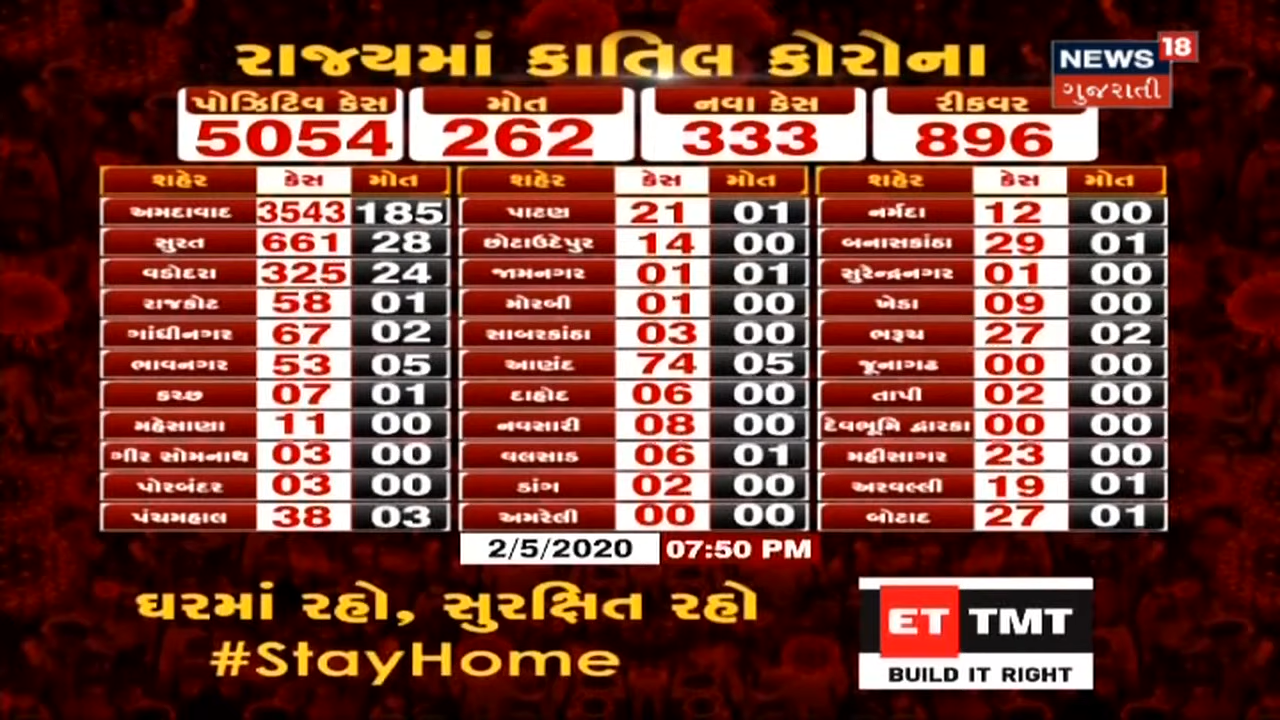 રાજ્યમાં કાતિલ કોરોના
NEWS 18
ગુજરાતી
પોઝિટિવ કેસ મોત નવા કેસ રીકવર
5054 262 333 896
શહેર કેસ મોત શહેર કેસ મોત શહેર કેસ મોત
અમદાવાદ 3543 185 પાટણ 21 01 નર્મદા 12 00
સુરત 661 28 છોટાઉદેપુર 14 00 બનાસકાંઠા 29 01
વડોદરા 325 24 જામનગર 01 01 સુરેન્દ્રનગર 01 00
રાજકોટ 58 01 મોરબી 01 00 ખેડા 09 00
ગાંધીનગર 67 02 સાબરકાંઠા 03 00 ભરૂચ 27 02
ભાવનગર 53 05 આણંદ 74 05 જૂનાગઢ 00 00
કચ્છ 07 01 દાહોદ 06 00 તાપી 02 00
મહેસાણા 11 00 નવસારી 08 00 દેવભૂમિ દ્વારકા 00 00
ગીર સોમનાથ 03 00 વલસાડ 06 01 મહીસાગર 23 00
પોરબંદર 03 00 ડાંગ 02 00 અરવલ્લી 19 01
પંચમહાલ 38 03 અમરેલી 00 00 બોટાદ 27 01
2/5/2020 07:50 PM
ઘરમાં રહો, સુરક્ષિત રહો
#StayHome
ET TMT
BUILD IT RIGHT